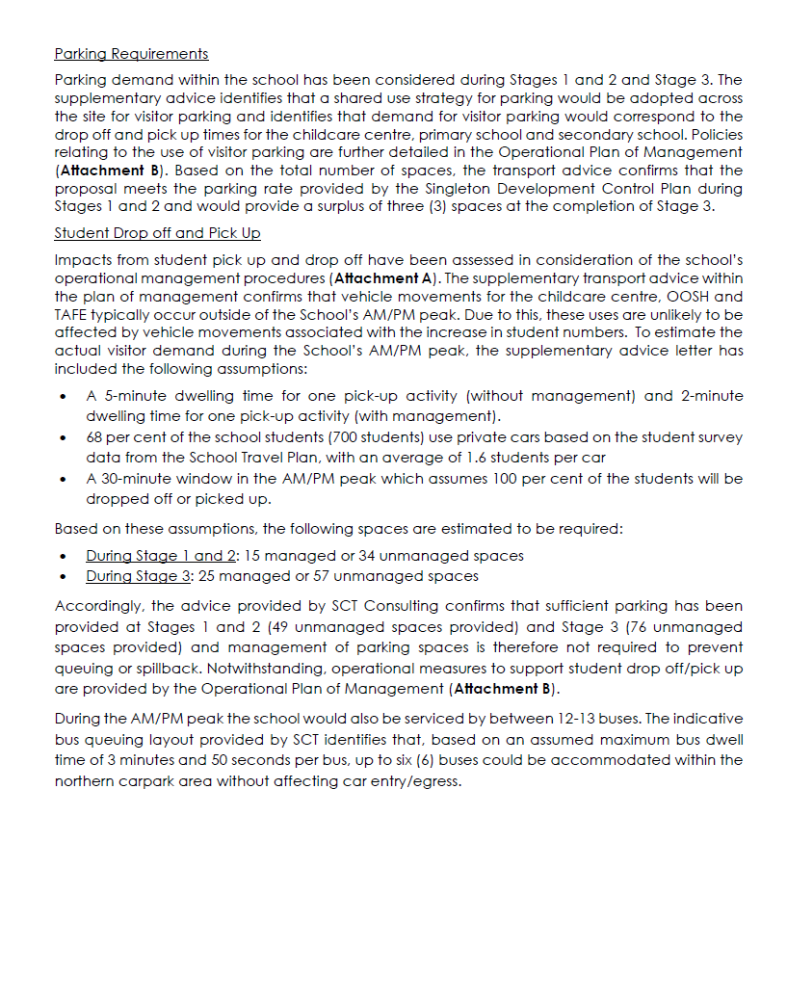 Parking Requirements
Parking demand within the school has been considered during Stages 1 and 2 and Stage 3. The
supplementary advice identifies that a shared use strategy for parking would be adopted across
the site for visitor parking and identifies that demand for visitor parking would correspond to the
drop off and pick up times for the childcare centre, primary school and secondary school. Policies
relating to the use of visitor parking are further detailed in the Operational Plan of Management
(Attachment B). Based on the total number of spaces, the transport advice confirms that the
proposal meets the parking rate provided by the Singleton Development Control Plan during
Stages 1 and 2 and would provide a surplus of three (3) spaces at the completion of Stage 3.
Student Drop off and Pick Up
Impacts from student pick up and drop off have been assessed in consideration of the school's
operational management procedures (Attachment A). The supplementary transport advice within
the plan of management confirms that vehicle movements for the childcare centre, OOSH and
TAFE typically occur outside of the School's AM/PM peak. Due to this, these uses are unlikely to be
affected by vehicle movements associated with the increase in student numbers. To estimate the
actual visitor demand during the School's AM/PM peak, the supplementary advice letter has
included the following assumptions:
• A 5-minute dwelling time for one pick-up activity (without management) and 2-minute
dwelling time for one pick-up activity (with management).
• 68 per cent of the school students (700 students) use private cars based on the student survey
data from the School Travel Plan, with an average of 1.6 students per car
• A 30-minute window in the AM/PM peak which assumes 100 per cent of the students will be
dropped off or picked up.
Based on these assumptions, the following spaces are estimated to be required:
• During Stage 1 and 2: 15 managed or 34 unmanaged spaces
• During Stage 3: 25 managed or 57 unmanaged spaces
Accordingly, the advice provided by SCT Consulting confirms that sufficient parking has been
provided at Stages 1 and 2 (49 unmanaged spaces provided) and Stage 3 (76 unmanaged
spaces provided) and management of parking spaces is therefore not required to prevent
queuing or spillback. Notwithstanding, operational measures to support student drop off/pick up
are provided by the Operational Plan of Management (Attachment B).
During the AM/PM peak the school would also be serviced by between 12-13 buses. The indicative
bus queuing layout provided by SCT identifies that, based on an assumed maximum bus dwell
time of 3 minutes and 50 seconds per bus, up to six (6) buses could be accommodated within the
northern carpark area without affecting car entry/egress.